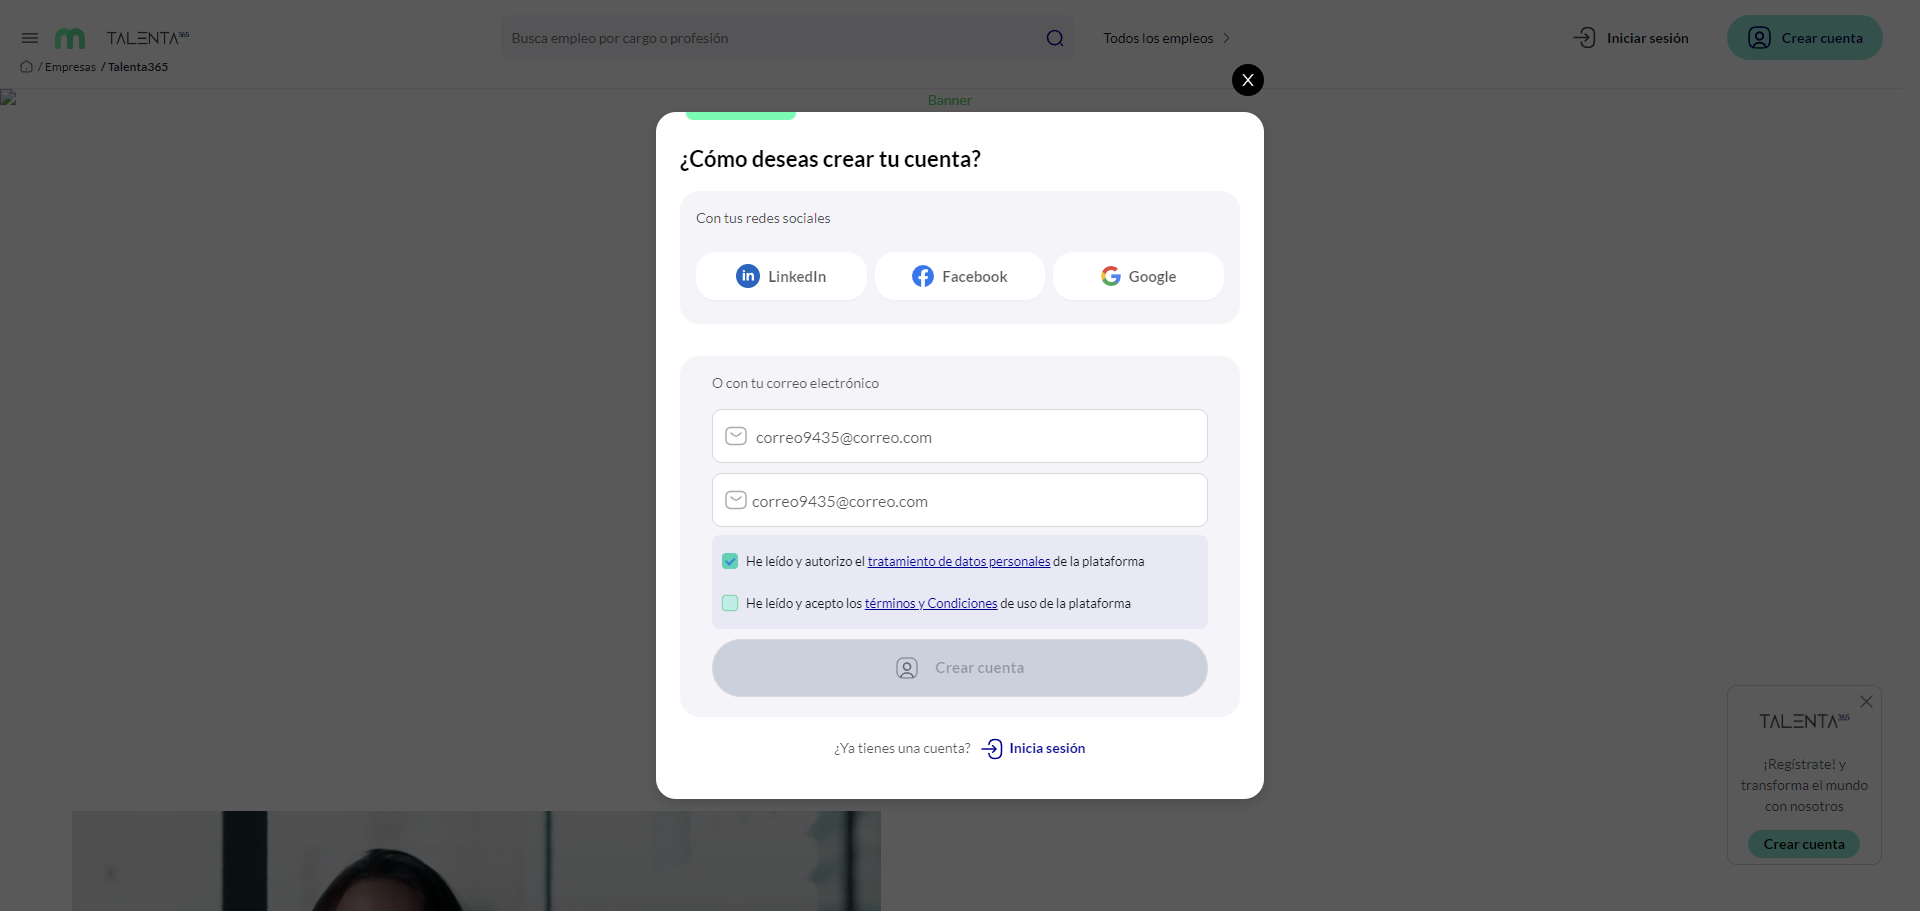 TALENTA365
Busca empleo por cargo o profesión
Todos los empleos
Iniciar sesión
Crear cuenta
/ Empresas / Talenta365
X
Banner
¿Cómo deseas crear tu cuenta?
Con tus redes sociales
in LinkedIn
Facebook
Google
O con tu correo electrónico
correo9435@correo.com
correo9435@correo.com
He leído y autorizo el tratamiento de datos personales de la plataforma
He leído y acepto los términos y Condiciones de uso de la plataforma
Crear cuenta
¿Ya tienes una cuenta? Inicia sesión
TALENTA365
¡Regístrate! y
transforma el mundo
con nosotros
Crear cuenta